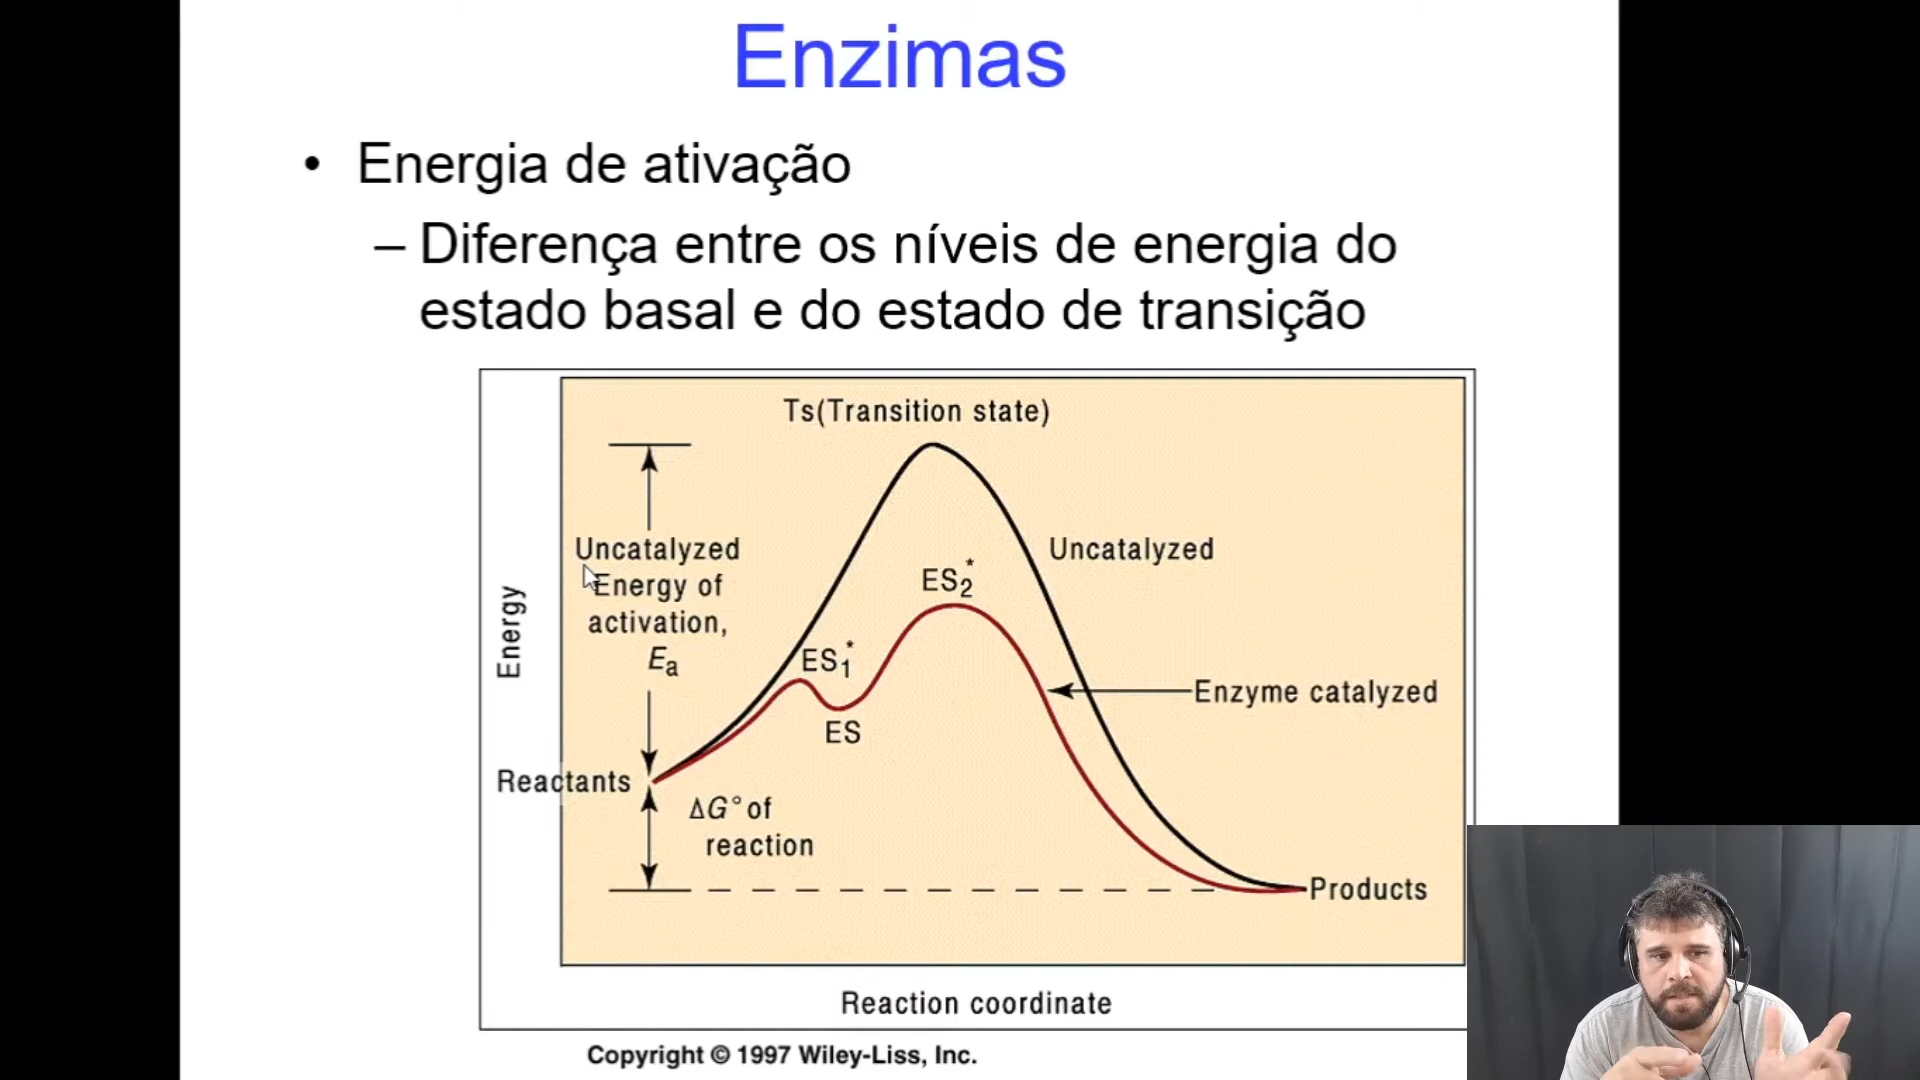 Enzimas
• Energia de ativação
– Diferença entre os níveis de energia do
estado basal e do estado de transição
Ts(Transition state)
Uncatalyzed
Energy of
activation,
Ea
Uncatalyzed
ES2*
ES1*
ES
Enzyme catalyzed
Energy
Reactants
ΔG° of
reaction
Products
Reaction coordinate
Copyright © 1997 Wiley-Liss, Inc.